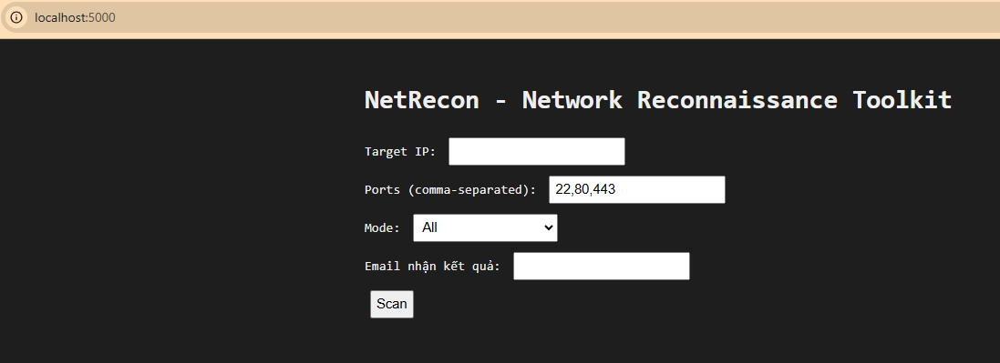 localhost:5000
NetRecon - Network Reconnaissance Toolkit
Target IP:
Ports (comma-separated): 22,80,443
Mode: All
Email nhận kết quả:
Scan